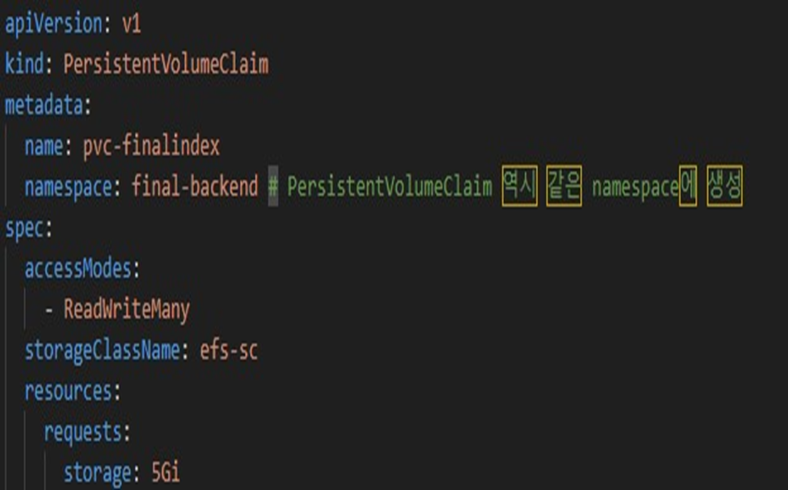 apiVersion: v1
kind: PersistentVolumeClaim
metadata:
  name: pvc-finalindex
  namespace: final-backend # PersistentVolumeClaim 역시 같은 namespace에 생성
spec:
  accessModes:
    - ReadWriteMany
  storageClassName: efs-sc
  resources:
    requests:
      storage: 5Gi